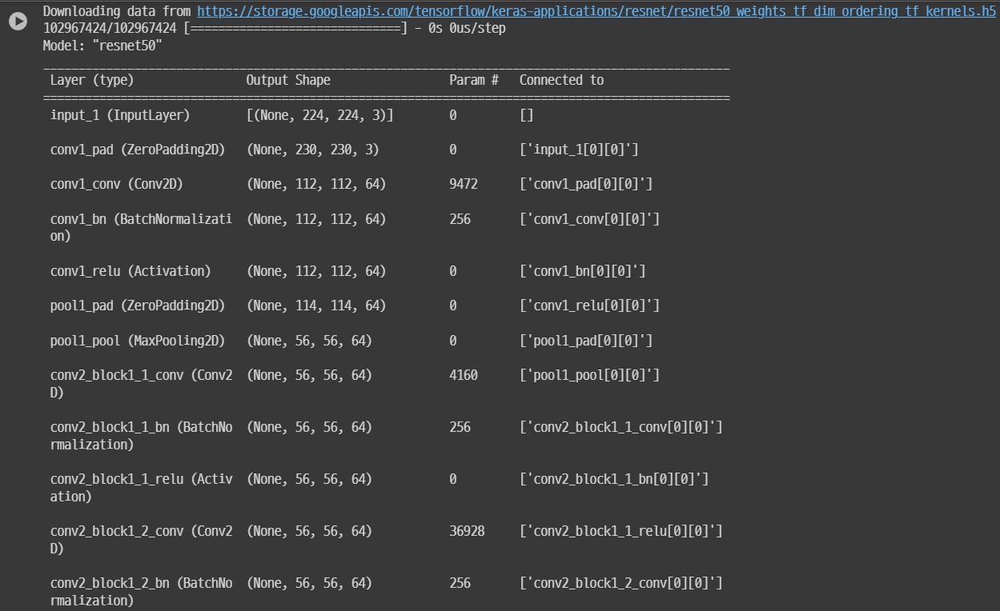 Downloading data from https://storage.googleapis.com/tensorflow/keras-applications/resnet/resnet50_weights_tf_dim_ordering_tf_kernels.h5
102967424/102967424 [==============================] - 0s 0us/step
Model: "resnet50"
__________________________________________________________________________________________________
Layer (type) Output Shape Param # Connected to
==================================================================================================
input_1 (InputLayer) [(None, 224, 224, 3)] 0 []
conv1_pad (ZeroPadding2D) (None, 230, 230, 3) 0 ['input_1[0][0]']
conv1_conv (Conv2D) (None, 112, 112, 64) 9472 ['conv1_pad[0][0]']
conv1_bn (BatchNormalizati (None, 112, 112, 64) 256 ['conv1_conv[0][0]']
on)
conv1_relu (Activation) (None, 112, 112, 64) 0 ['conv1_bn[0][0]']
pool1_pad (ZeroPadding2D) (None, 114, 114, 64) 0 ['conv1_relu[0][0]']
pool1_pool (MaxPooling2D) (None, 56, 56, 64) 0 ['pool1_pad[0][0]']
conv2_block1_1_conv (Conv2 (None, 56, 56, 64) 4160 ['pool1_pool[0][0]']
D)
conv2_block1_1_bn (BatchNo (None, 56, 56, 64) 256 ['conv2_block1_1_conv[0][0]']
rmalization)
conv2_block1_1_relu (Activ (None, 56, 56, 64) 0 ['conv2_block1_1_bn[0][0]']
ation)
conv2_block1_2_conv (Conv2 (None, 56, 56, 64) 36928 ['conv2_block1_1_relu[0][0]']
D)
conv2_block1_2_bn (BatchNo (None, 56, 56, 64) 256 ['conv2_block1_2_conv[0][0]']
rmalization)